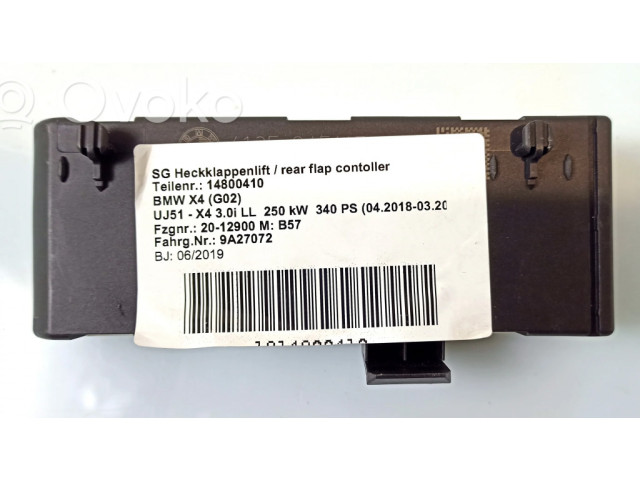 Ovoko
SG Heckklappenlift / rear flap contoller
Teilenr.: 14800410
BMW X4 (G02)
UJ51 - X4 3.0i LL 250 kW 340 PS (04.2018-03.20
Fzgnr.: 20-12900 M: B57
Fahrg.Nr.: 9A27072
BJ: 06/2019